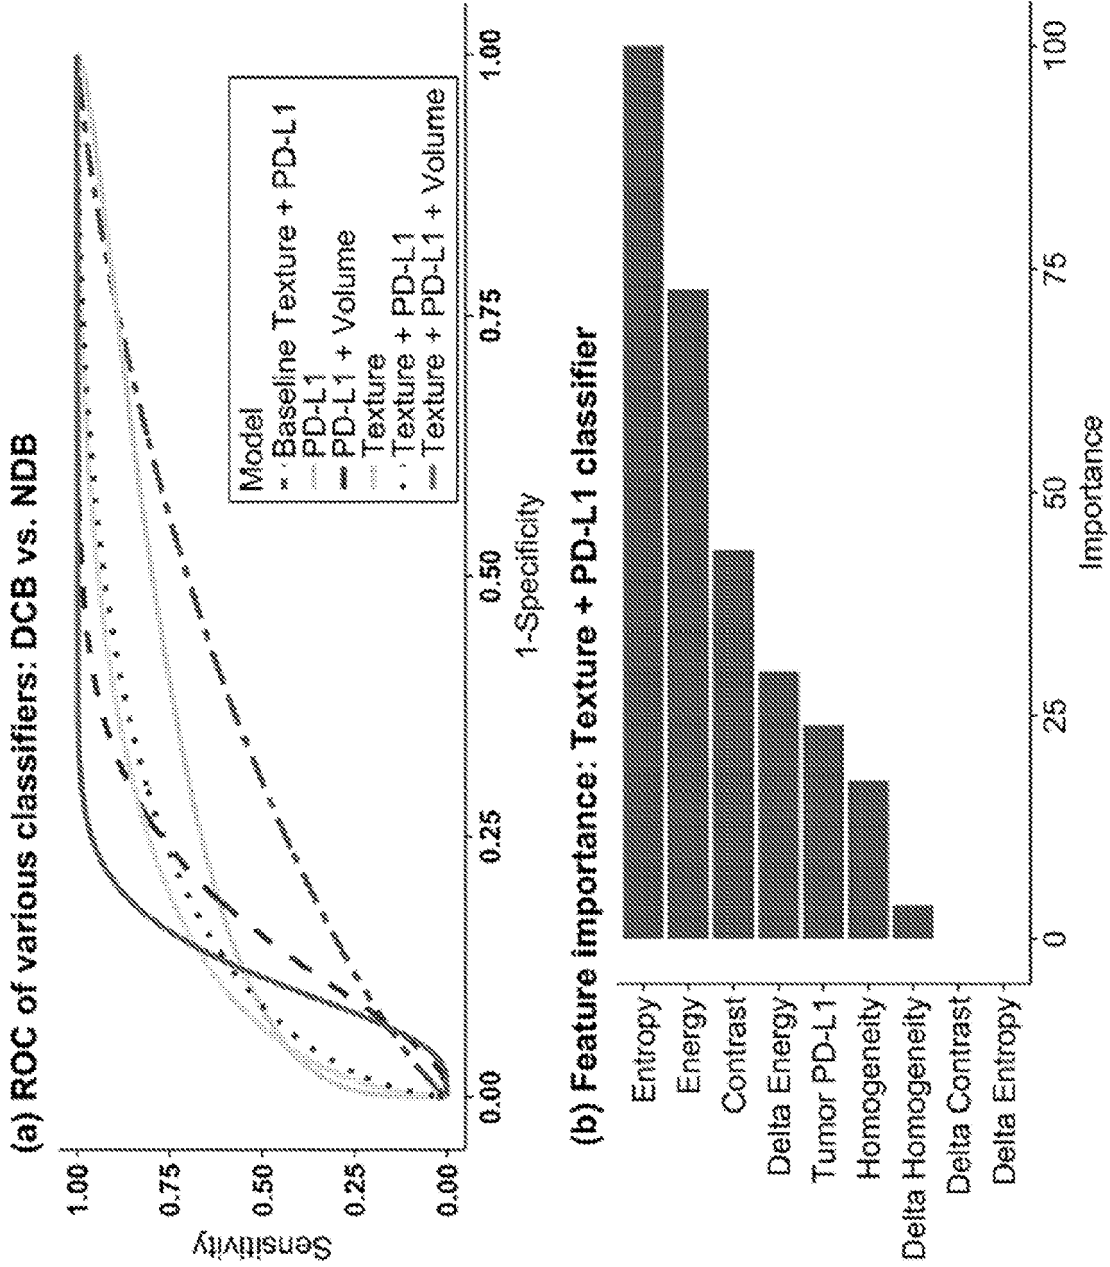 (a) ROC of various classifiers: DCB vs. NDB
Sensitivity
1.00
0.75
0.50
0.25
0.00
Model
Baseline Texture + PD-L1
PD-L1
PD-L1 + Volume
Texture
Texture + PD-L1
Texture + PD-L1 + Volume
0.00
0.25
0.50
0.75
1.00
1-Specificity
(b) Feature importance: Texture + PD-L1 classifier
Entropy
Energy
Contrast
Delta Energy
Tumor PD-L1
Homogeneity
Delta Homogeneity
Delta Contrast
Delta Entropy
0
25
50
75
100
Importance